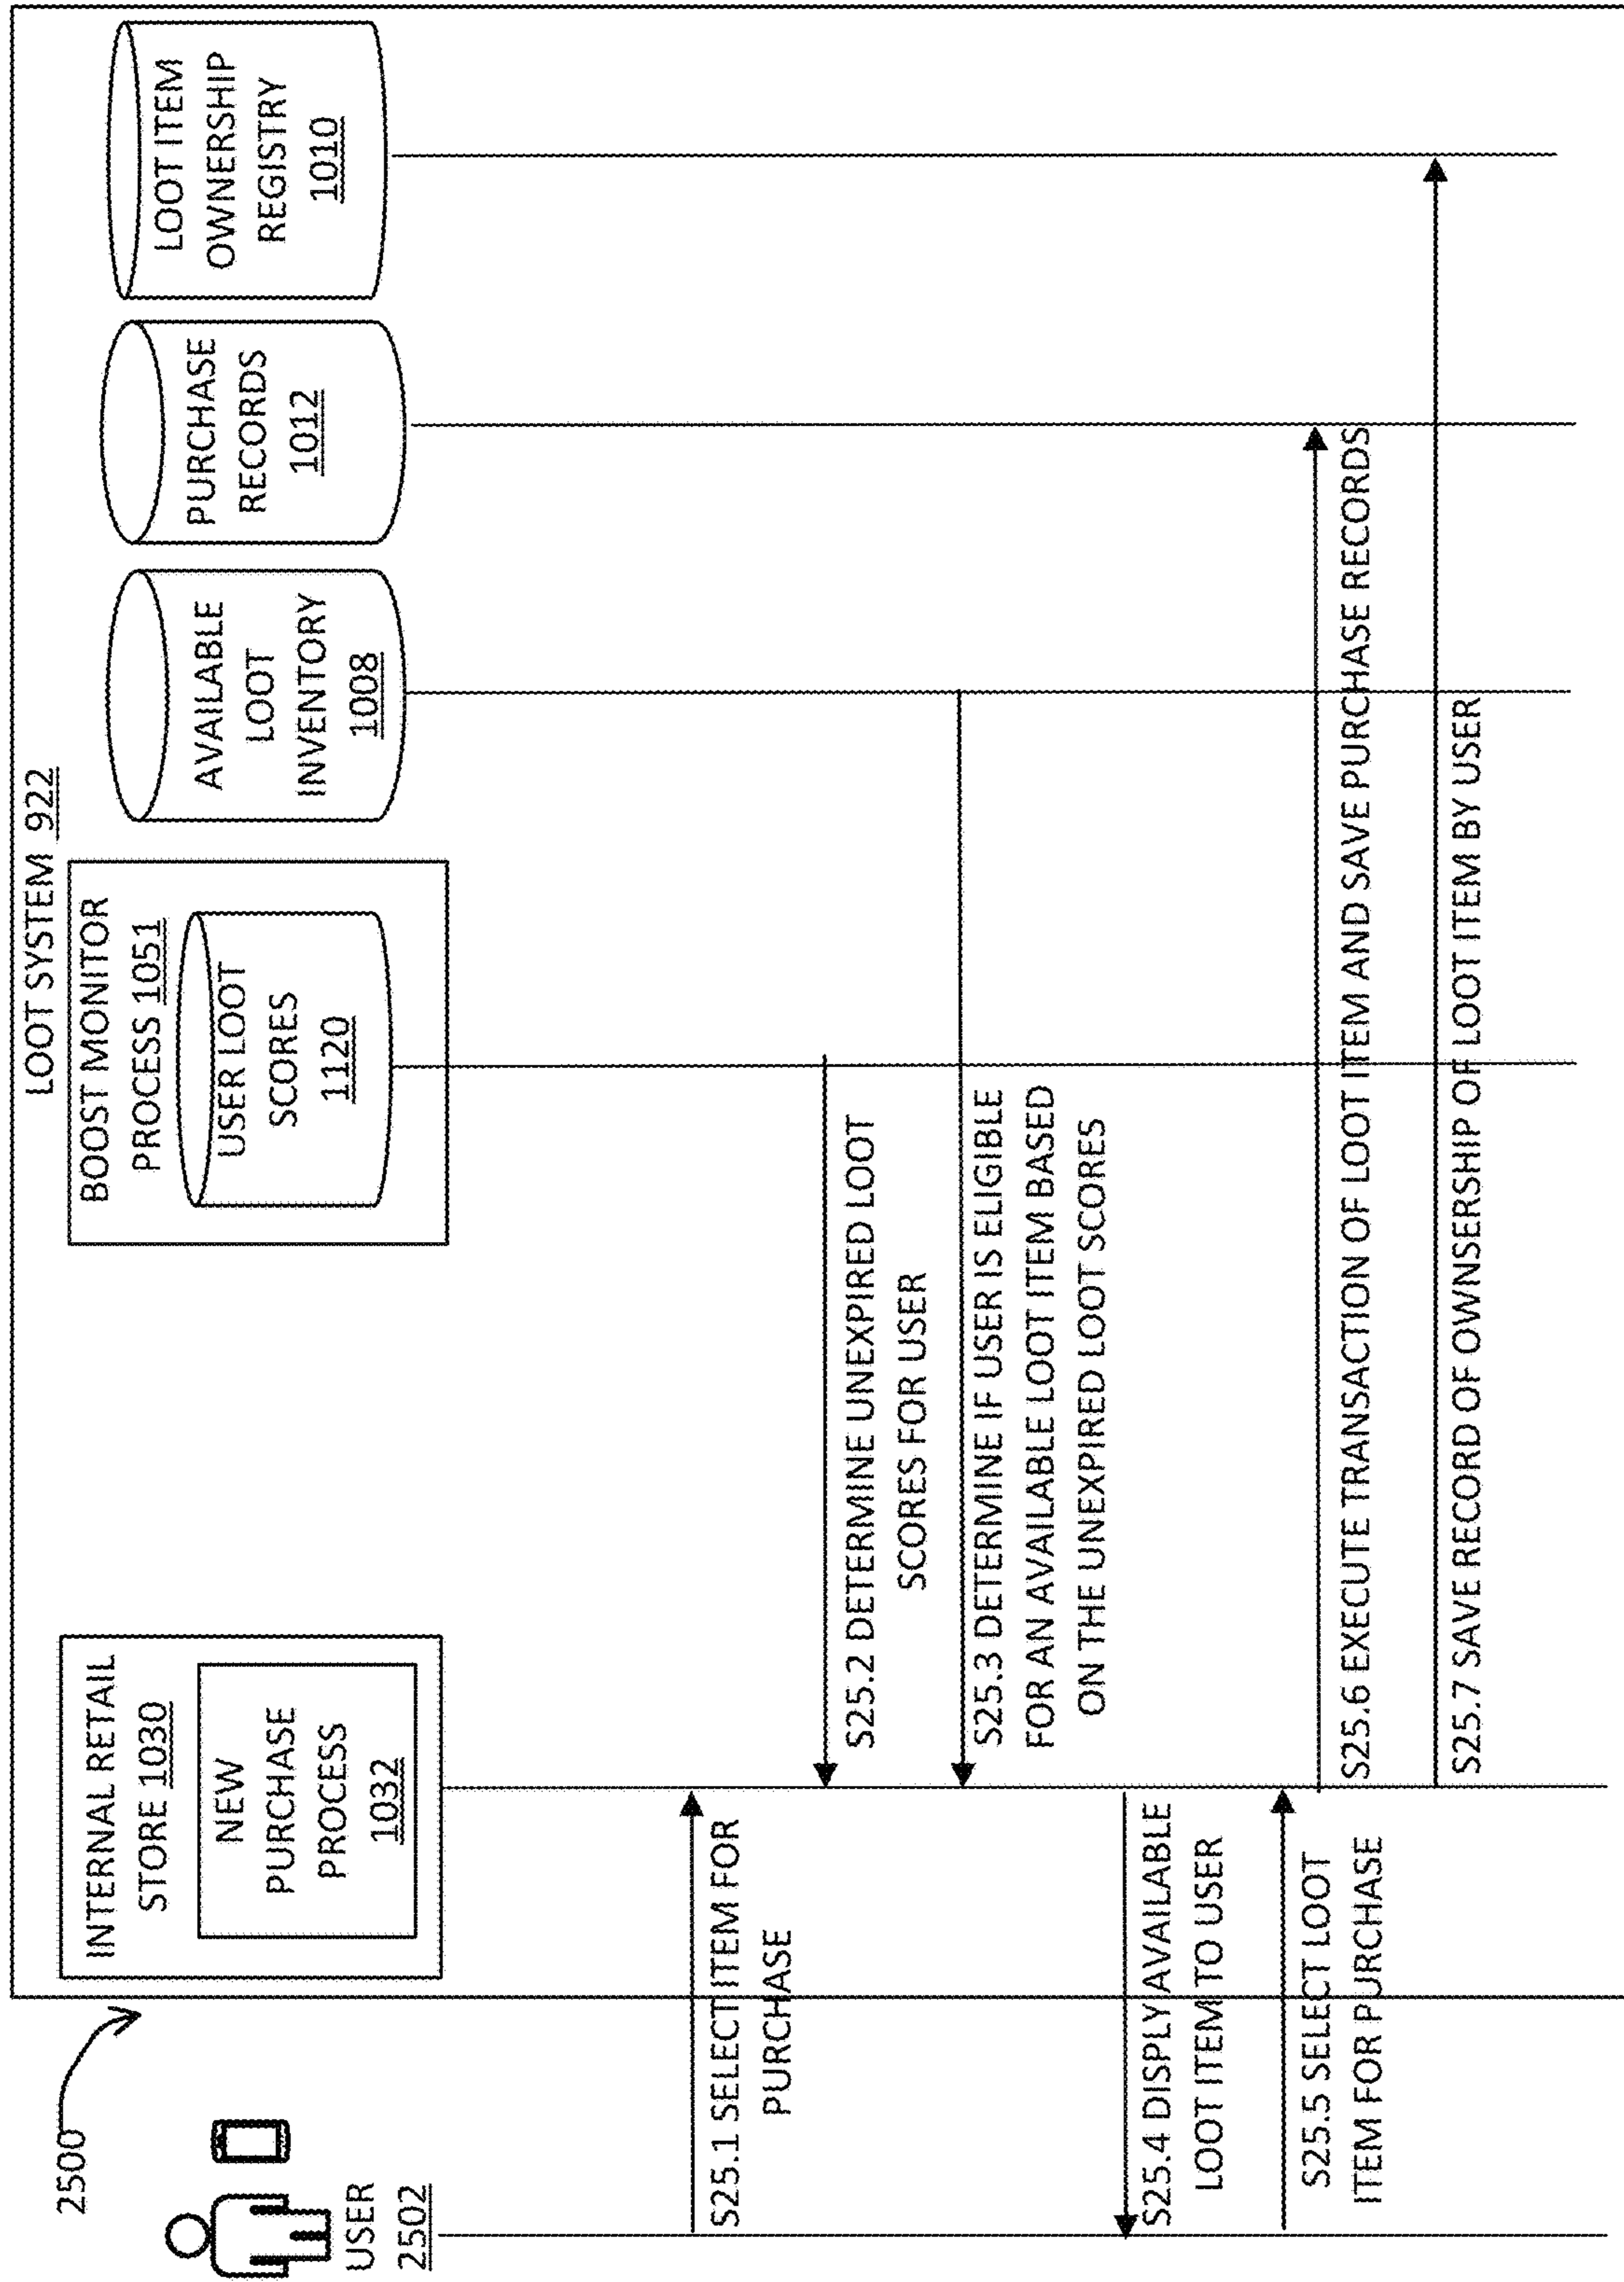 2500
LOOT SYSTEM 922
USER
2502
INTERNAL RETAIL
STORE 1030
NEW
PURCHASE
PROCESS
1032
BOOST MONITOR
PROCESS 1051
USER LOOT
SCORES
1120
AVAILABLE
LOOT
INVENTORY
1008
PURCHASE
RECORDS
1012
LOOT ITEM
OWNERSHIP
REGISTRY
1010
S25.1 SELECT ITEM FOR
PURCHASE
S25.2 DETERMINE UNEXPIRED LOOT
SCORES FOR USER
S25.3 DETERMINE IF USER IS ELIGIBLE
FOR AN AVAILABLE LOOT ITEM BASED
ON THE UNEXPIRED LOOT SCORES
S25.4 DISPLAY AVAILABLE
LOOT ITEM TO USER
S25.5 SELECT LOOT
ITEM FOR PURCHASE
S25.6 EXECUTE TRANSACTION OF LOOT ITEM AND SAVE PURCHASE RECORDS
S25.7 SAVE RECORD OF OWNSERSHIP OF LOOT ITEM BY USER